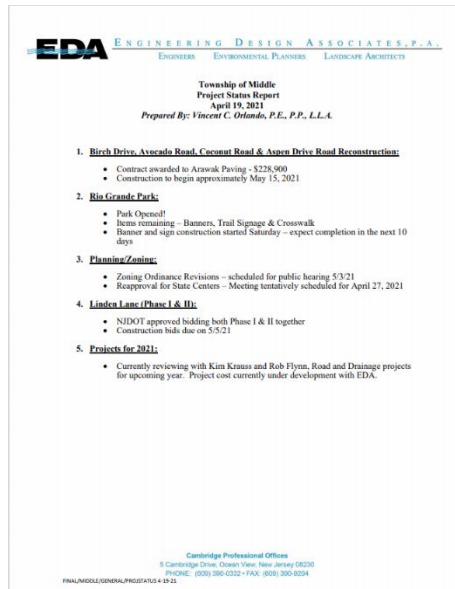 EDA
ENGINEERING DESIGN ASSOCIATES, P.A.
ENGINEERS ENVIRONMENTAL PLANNERS LANDSCAPE ARCHITECTS
Township of Middle
Project Status Report
April 19, 2021
Prepared By: Vincent C. Orlando, P.E., P.P., L.L.A.
1. Birch Drive, Avocado Road, Coconut Road & Aspen Drive Road Reconstruction:
• Contract awarded to Arawak Paving - $228,900
• Construction to begin approximately May 15, 2021
2. Rio Grande Park:
• Park Opened!
• Items remaining – Banners, Trail Signage & Crosswalk
• Banner and sign construction started Saturday – expect completion in the next 10
days
3. Planning/Zoning:
• Zoning Ordinance Revisions – scheduled for public hearing 5/3/21
• Reapproval for State Centers – Meeting tentatively scheduled for April 27, 2021
4. Linden Lane (Phase I & II):
• NJDOT approved bidding both Phase I & II together
• Construction bids due on 5/5/21
5. Projects for 2021:
• Currently reviewing with Kim Krauss and Rob Flynn, Road and Drainage projects
for upcoming year. Project cost currently under development with EDA.
Cambridge Professional Offices
5 Cambridge Drive, Ocean View, New Jersey 08230
PHONE: (609) 390-0332 • FAX: (609) 390-9204
FINAL/MIDDLE/GENERAL/PROJSTATUS 4-19-21